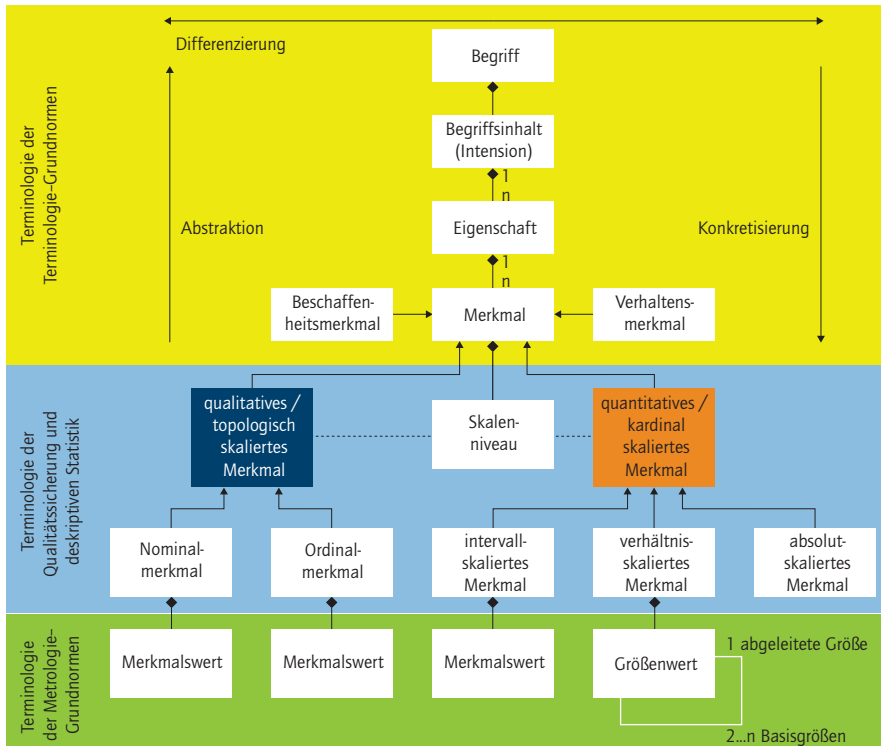 Differenzierung
Begriff
Terminologie der
Terminologie-Grundnormen
Begriffsinhalt
(Intension)
1
n
Abstraktion
Eigenschaft
Konkretisierung
1
n
Beschaffen-
heitsmerkmal
Merkmal
Verhaltens-
merkmal
Terminologie der
Qualitätssicherung und
deskriptiven Statistik
qualitatives /
topologisch
skaliertes
Merkmal
Skalen-
niveau
quantitatives /
kardinal
skaliertes
Merkmal
Nominal-
merkmal
Ordinal-
merkmal
intervall-
skaliertes
Merkmal
verhältnis-
skaliertes
Merkmal
absolut-
skaliertes
Merkmal
Terminologie
der Metrologie-
Grundnormen
Merkmalswert
Merkmalswert
Merkmalswert
Größenwert
1 abgeleitete Größe
2...n Basisgrößen